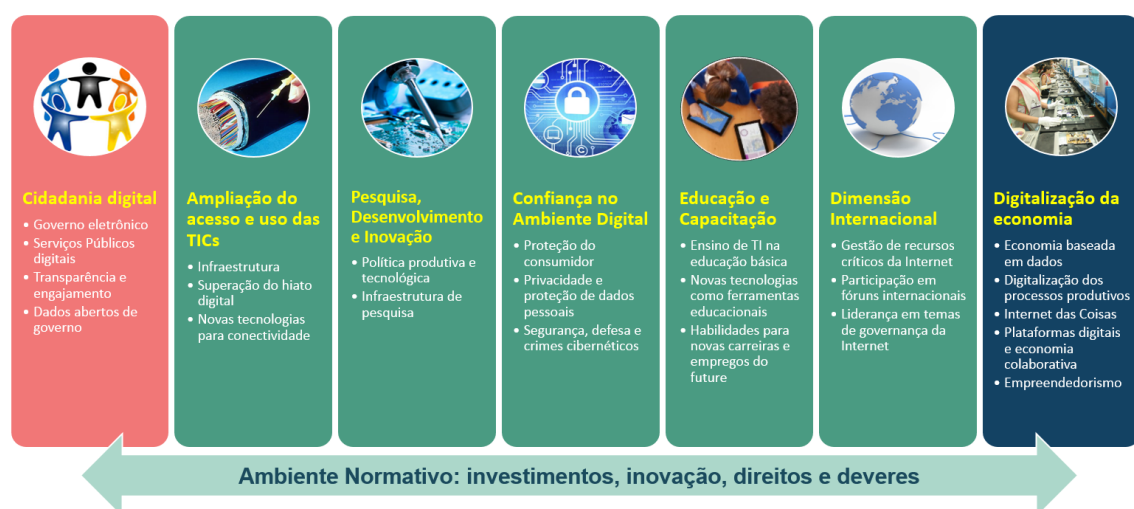 Cidadania digital
• Governo eletrônico
• Serviços Públicos
digitais
• Transparência e
engajamento
• Dados abertos de
governo
Ampliação do
acesso e uso das
TICs
• Infraestrutura
• Superação do hiato
digital
• Novas tecnologias
para conectividade
Pesquisa,
Desenvolvimento
e Inovação
• Política produtiva e
tecnológica
• Infraestrutura de
pesquisa
Confiança no
Ambiente Digital
• Proteção do
consumidor
• Privacidade e
proteção de dados
pessoais
• Segurança, defesa e
crimes cibernéticos
Educação e
Capacitação
• Ensino de TI na
educação básica
• Novas tecnologias
como ferramentas
educacionais
• Habilidades para
novas carreiras e
empregos do
future
Dimensão
Internacional
• Gestão de recursos
críticos da Internet
• Participação em
fóruns internacionais
• Liderança em temas
de governança da
Internet
Digitalização da
economia
• Economia baseada
em dados
• Digitalização dos
processos produtivos
• Internet das Coisas
• Plataformas digitais
e economia
colaborativa
• Empreendedorismo
Ambiente Normativo: investimentos, inovação, direitos e deveres